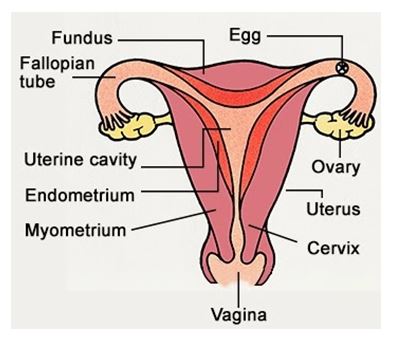 Fundus
Egg
Fallopian
tube
Uterine cavity
Ovary
Endometrium
Uterus
Myometrium
Cervix
Vagina